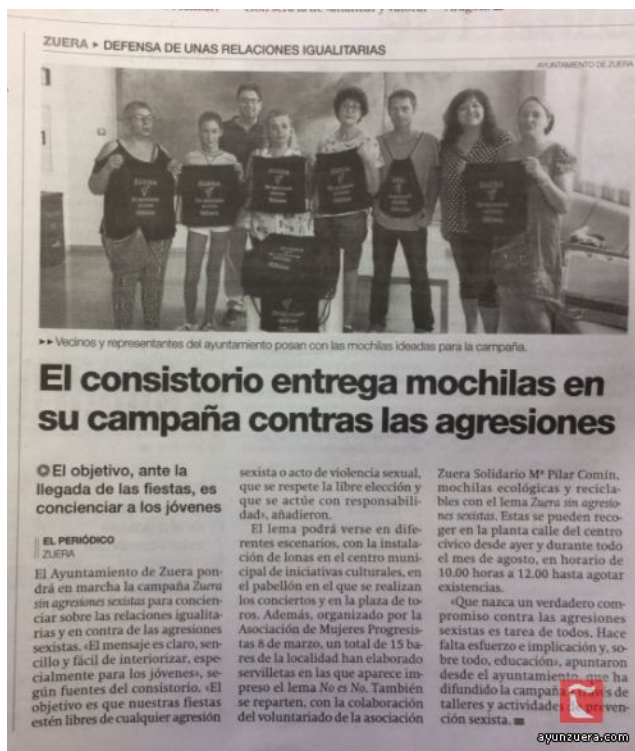 ZUERA ▸ DEFENSA DE UNAS RELACIONES IGUALITARIAS
AYUNTAMIENTO DE ZUERA
▸▸ Vecinos y representantes del ayuntamiento posan con las mochilas ideadas para la campaña.
El consistorio entrega mochilas en
su campaña contras las agresiones
El objetivo, ante la
llegada de las fiestas, es
concienciar a los jóvenes
EL PERIÓDICO
ZUERA
El Ayuntamiento de Zuera pon-
drá en marcha la campaña Zuera
sin agresiones sexistas para concien-
ciar sobre las relaciones igualita-
rias y en contra de las agresiones
sexistas. «El mensaje es claro, sen-
cillo y fácil de interiorizar, espe-
cialmente para los jóvenes», se-
gún fuentes del consistorio. «El
objetivo es que nuestras fiestas
estén libres de cualquier agresión
sexista o acto de violencia sexual,
que se respete la libre elección y
que se actúe con responsabili-
dad», añadieron.
El lema podrá verse en dife-
rentes escenarios, con la instala-
ción de lonas en el centro muni-
cipal de iniciativas culturales, en
el pabellón en el que se realizan
los conciertos y en la plaza de to-
ros. Además, organizado por la
Asociación de Mujeres Progresis-
tas 8 de marzo, un total de 15 ba-
res de la localidad han elaborado
servilletas en las que aparece im-
preso el lema No es No. También
se reparten, con la colaboración
del voluntariado de la asociación
Zuera Solidario Mª Pilar Comín,
mochilas ecológicas y recicla-
bles con el lema Zuera sin agresio-
nes sexistas. Estas se pueden reco-
ger en la planta calle del centro
cívico desde ayer y durante todo
el mes de agosto, en horario de
10.00 horas a 12.00 hasta agotar
existencias.
«Que nazca un verdadero com-
promiso contra las agresiones
sexistas es tarea de todos. Hace
falta esfuerzo e implicación y, so-
bre todo, educación», apuntaron
desde el ayuntamiento, que ha
difundido la campaña a través de
talleres y actividades de preven-
ción sexista.
ayunzuera.com